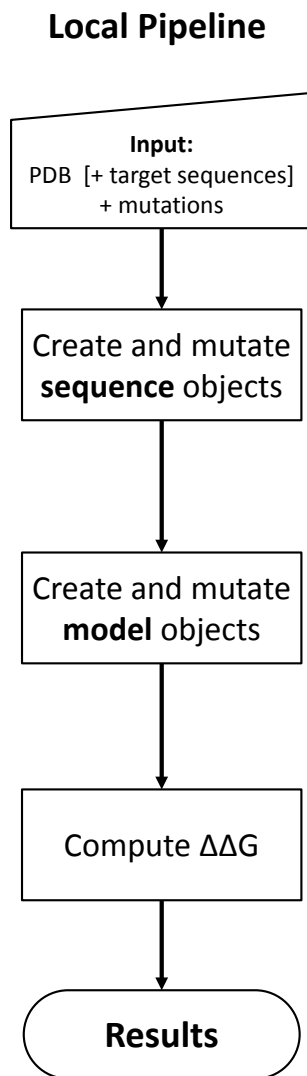 Local Pipeline
Input:
PDB [+ target sequences]
+ mutations
Create and mutate
sequence objects
Create and mutate
model objects
Compute ΔΔG
Results